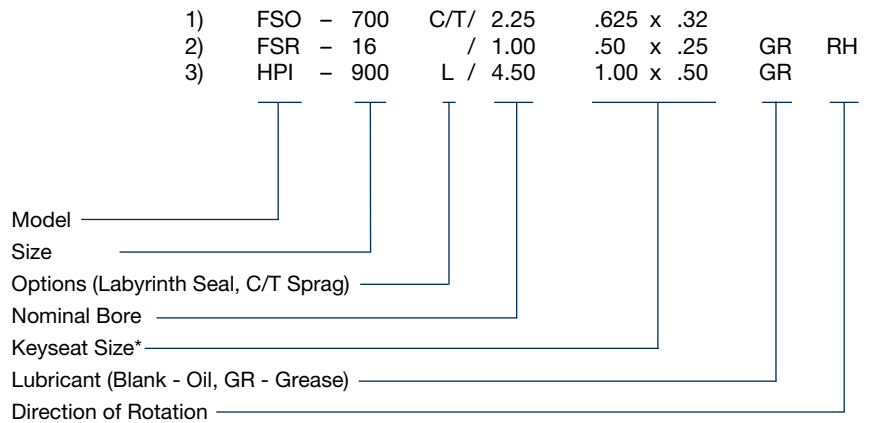 1) FSO – 700 C/T/ 2.25 .625 x .32
2) FSR – 16 / 1.00 .50 x .25 GR RH
3) HPI – 900 L / 4.50 1.00 x .50 GR
Model
Size
Options (Labyrinth Seal, C/T Sprag)
Nominal Bore
Keyseat Size*
Lubricant (Blank - Oil, GR - Grease)
Direction of Rotation